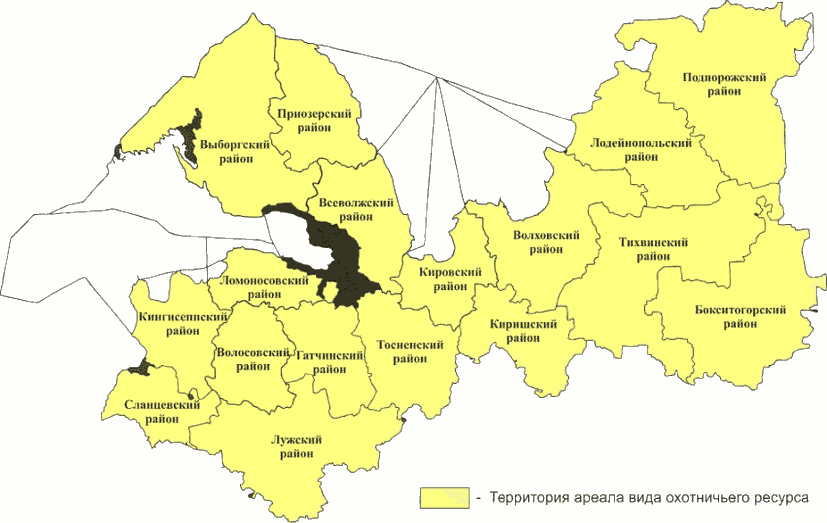 Подпорожский
район
Приозерский
район
Лодейнопольский
район
Выборгский
район
Всеволжский
район
Волховский
район
Тихвинский
район
Кировский
район
Ломоносовский
район
Бокситогорский
район
Кингисеппский
район
Киришский
район
Тосненский
район
Волосовский
район
Гатчинский
район
Сланцевский
район
Лужский
район
- Территория ареала вида охотничьего ресурса